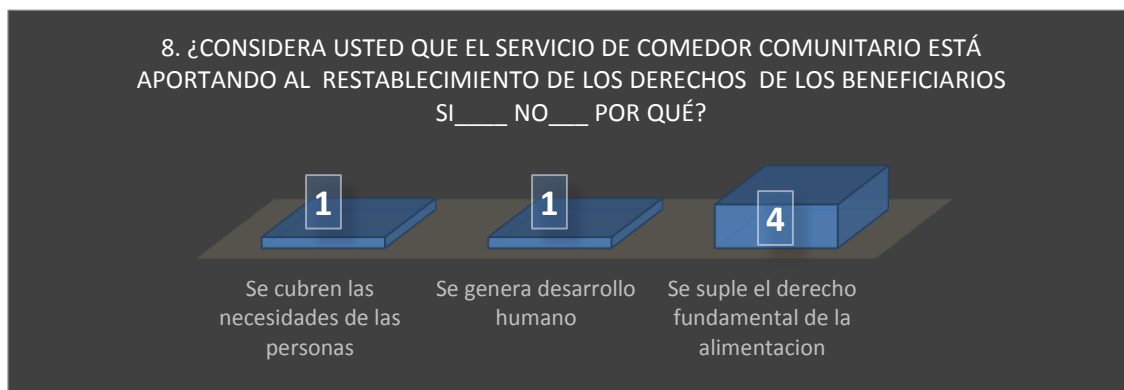 8. ¿CONSIDERA USTED QUE EL SERVICIO DE COMEDOR COMUNITARIO ESTÁ
APORTANDO AL RESTABLECIMIENTO DE LOS DERECHOS DE LOS BENEFICIARIOS
SI____ NO___ POR QUÉ?
1
1
4
Se cubren las
necesidades de las
personas
Se genera desarrollo
humano
Se suple el derecho
fundamental de la
alimentacion